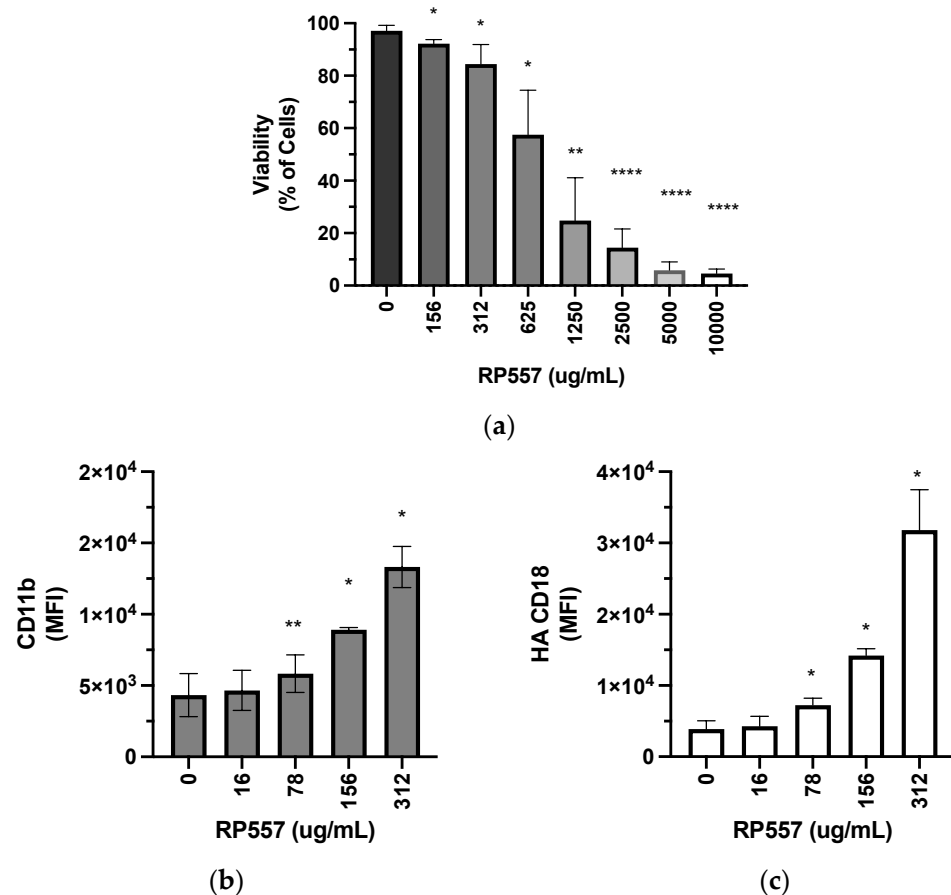 100
80
60
40
20
0
Viability
(% of Cells)
* * * ** **** **** ****
0 156 312 625 1250 2500 5000 10000
RP557 (ug/mL)
(a)
2×10⁴
2×10⁴
1×10⁴
5×10³
0
CD11b
(MFI)
** * *
0 16 78 156 312
RP557 (ug/mL)
(b)
4×10⁴
3×10⁴
2×10⁴
1×10⁴
0
HA CD18
(MFI)
* * *
0 16 78 156 312
RP557 (ug/mL)
(c)